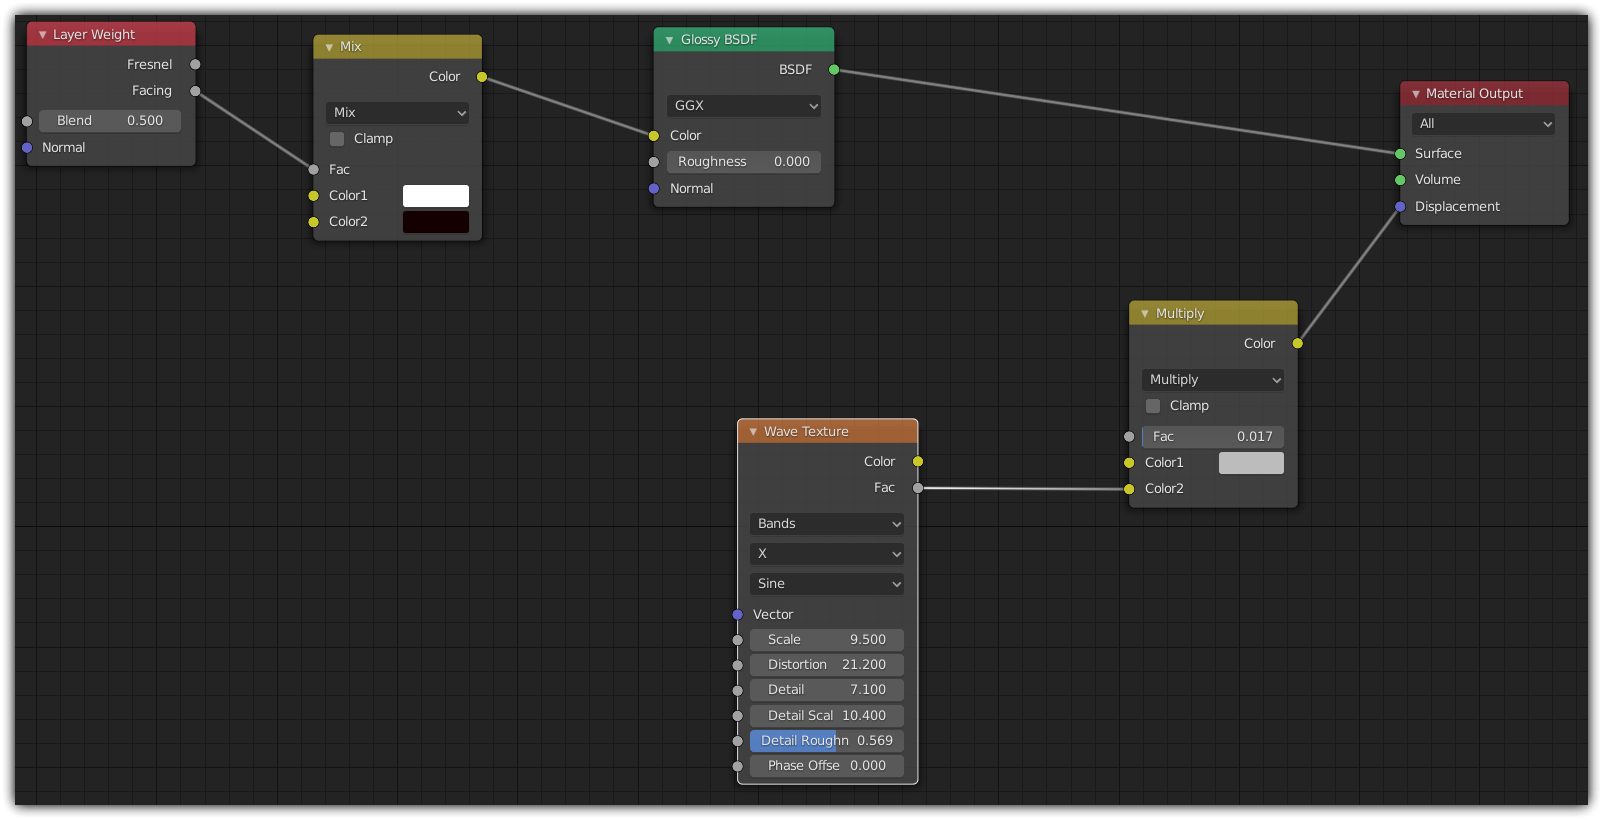 Layer Weight
Fresnel
Facing
Blend 0.500
Normal
Mix
Color
Mix
Clamp
Fac
Color1
Color2
Glossy BSDF
BSDF
GGX
Color
Roughness 0.000
Normal
Material Output
All
Surface
Volume
Displacement
Multiply
Color
Multiply
Clamp
Fac 0.017
Color1
Color2
Wave Texture
Color
Fac
Bands
X
Sine
Vector
Scale 9.500
Distortion 21.200
Detail 7.100
Detail Scal 10.400
Detail Roughn 0.569
Phase Offse 0.000